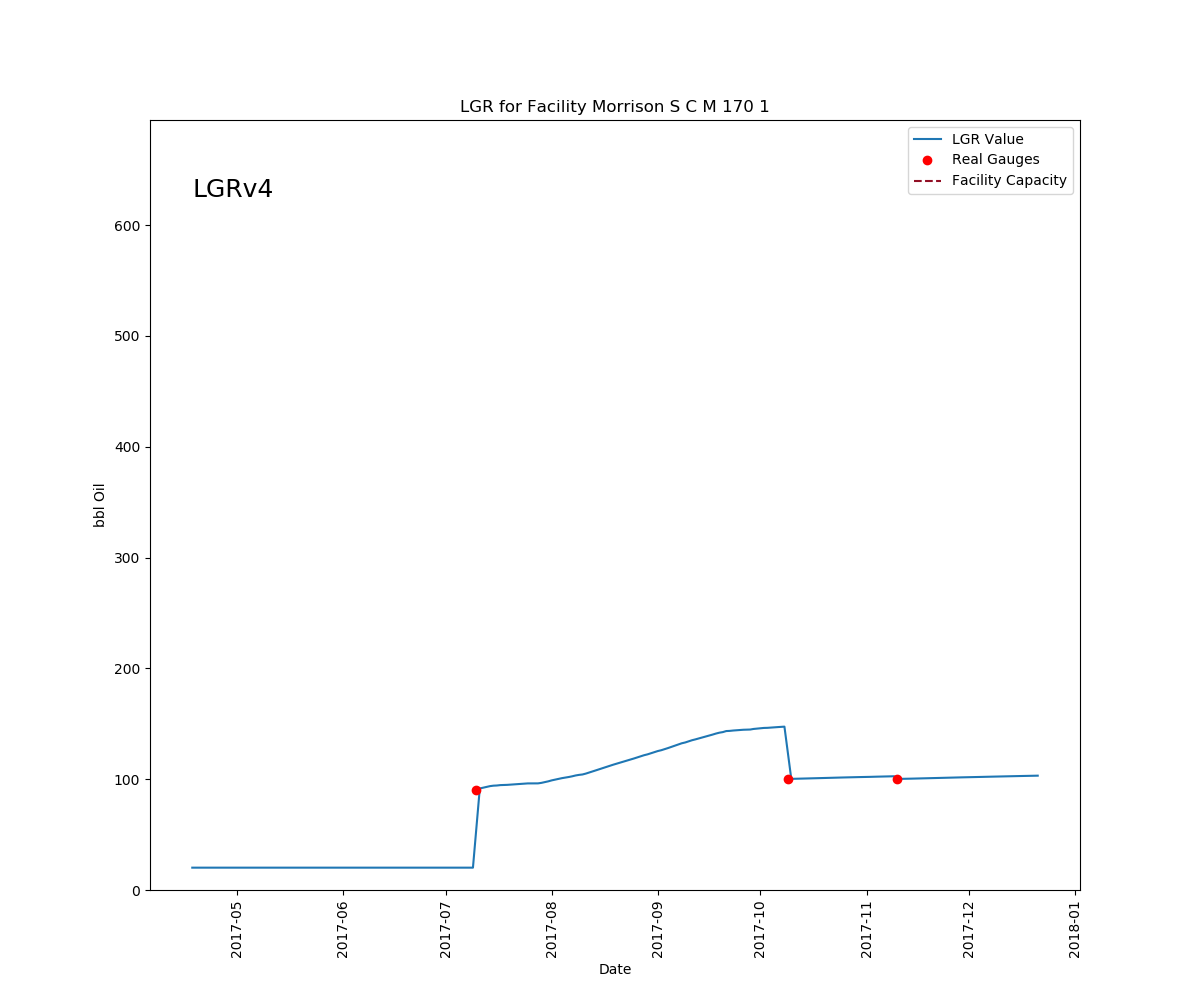 LGR for Facility Morrison S C M 170 1
LGRv4
LGR Value
Real Gauges
Facility Capacity
bbl Oil
600
500
400
300
200
100
0
2017-05
2017-06
2017-07
2017-08
2017-09
2017-10
2017-11
2017-12
2018-01
Date